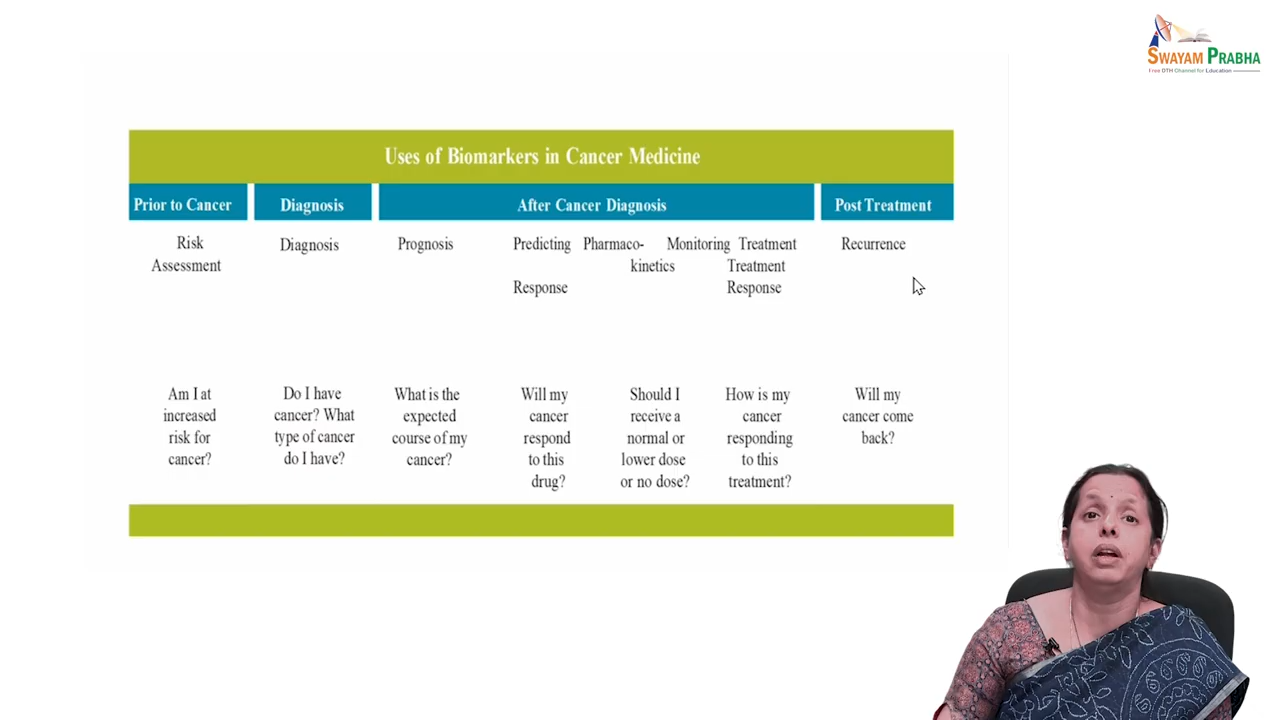 SWAYAM PRABHA
Free DTH Channel for Education
Uses of Biomarkers in Cancer Medicine
Prior to Cancer
Diagnosis
After Cancer Diagnosis
Post Treatment
Risk
Assessment
Diagnosis
Prognosis
Predicting
Response
Pharmaco-
kinetics
Monitoring Treatment
Treatment
Response
Recurrence
Am I at
increased
risk for
cancer?
Do I have
cancer? What
type of cancer
do I have?
What is the
expected
course of my
cancer?
Will my
cancer
respond
to this
drug?
Should I
receive a
normal or
lower dose
or no dose?
How is my
cancer
responding
to this
treatment?
Will my
cancer come
back?